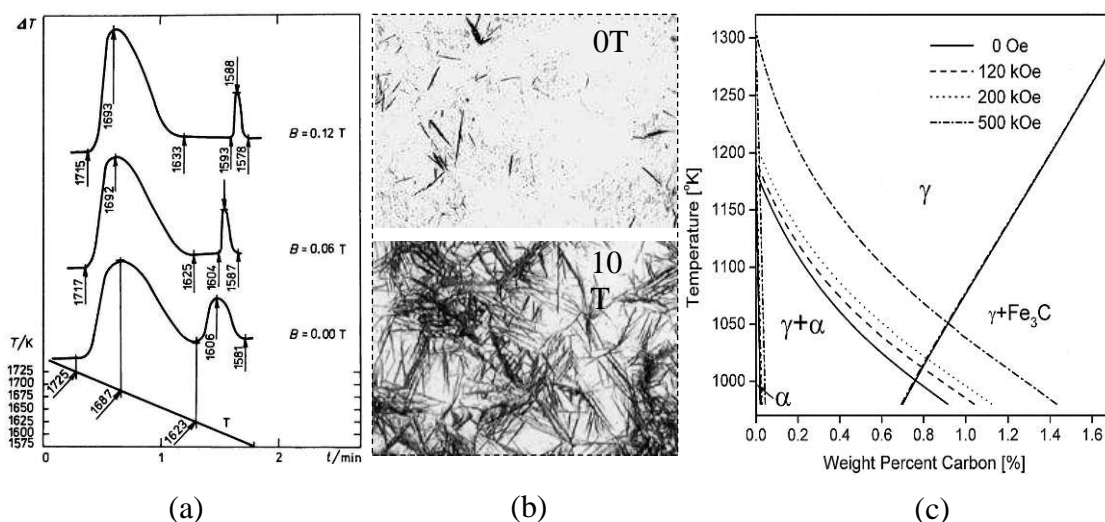 ΔT
1693
1715
1633
1593
1588
1578
B = 0.12 T
1692
1717
1625
1604
1587
B = 0.06 T
1606
1581
B = 0.00 T
T/K
1725
1700
1675
1650
1625
1600
1575
1725
1687
1623
T
0
1
2
t/min
(a)
0T
10
T
(b)
1300
1250
1200
1150
1100
1050
1000
Temperature [°K]
0 Oe
120 kOe
200 kOe
500 kOe
γ
γ+α
γ+Fe₃C
α
0.0
0.2
0.4
0.6
0.8
1.0
1.2
1.4
1.6
Weight Percent Carbon [%]
(c)